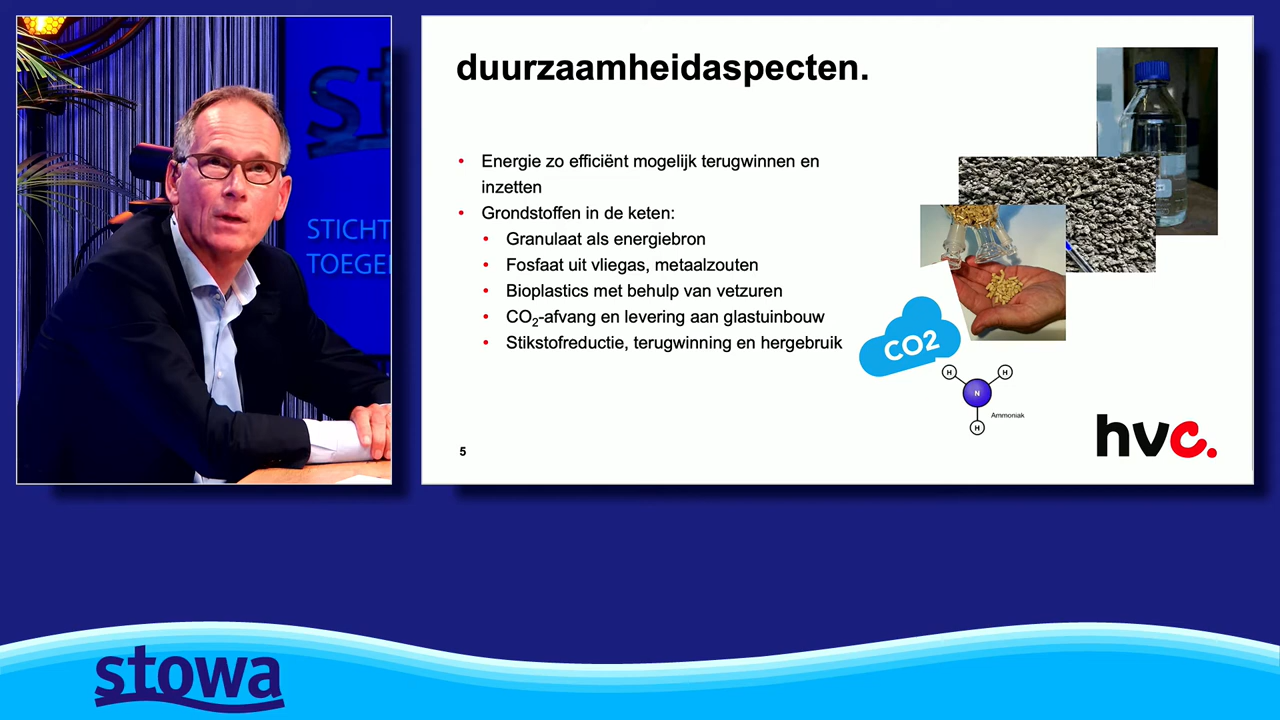 st
STICHT
TOEGEP
duurzaamheidaspecten.
• Energie zo efficiënt mogelijk terugwinnen en
inzetten
• Grondstoffen in de keten:
• Granulaat als energiebron
• Fosfaat uit vliegas, metaalzouten
• Bioplastics met behulp van vetzuren
• CO₂-afvang en levering aan glastuinbouw
• Stikstofreductie, terugwinning en hergebruik
CO2
H H
N
Ammoniak
H
5
hvc.
stowa